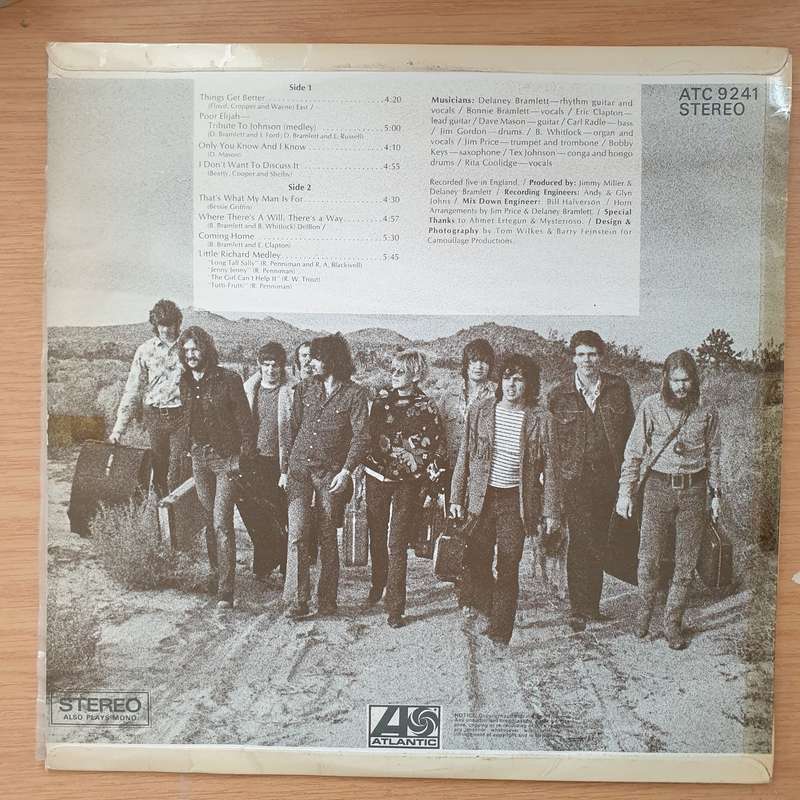 Side 1
Things Get Better 4:20
(Floyd, Cropper and Wayne) East /
Poor Elijah—
Tribute To Johnson (medley) 5:00
(D. Bramlett and J. Ford) D. Bramlett and L. Russell)
Only You Know And I Know 4:10
(D. Mason)
I Don't Want To Discuss It 4:55
(Beatty, Cooper and Shelby)
Side 2
That's What My Man Is For 4:30
(Bessie Griffin)
Where There's A Will, There's a Way 4:57
(B. Bramlett and B. Whitlock) Delbon /
Coming Home 5:30
(B. Bramlett and E. Clapton)
Little Richard Medley 5:45
"Long Tall Sally" (R. Penniman and R. A. Blackwell)
Jenny Jenny" (R. Penniman)
"The Girl Can't Help It" (R. W. Troup)
"Tutti-Frutti" (R. Penniman)
Musicians: Delaney Bramlett—rhythm guitar and
vocals / Bonnie Bramlett—vocals / Eric Clapton—
lead guitar / Dave Mason—guitar / Carl Radle—bass
/ Jim Gordon—drums. / B. Whitlock—organ and
vocals / Jim Price—trumpet and trombone / Bobby
Keys—saxophone / Tex Johnson—conga and hongo
drums / Rita Coolidge—vocals
Recorded live in England. / Produced by: Jimmy Miller &
Delaney Bramlett / Recording Engineers: Andy & Glyn
Johns / Mix Down Engineer: Bill Halverson / Horn
Arrangements by Jim Price & Delaney Bramlett. / Special
Thanks to Ahmet Ertegun & Mysterioso. / Design &
Photography by Tom Wilkes & Barry Feinstein for
Camouflage Productions.
ATC 9241
STEREO
STEREO
ALSO PLAYS MONO
ATLANTIC
NOTICE: